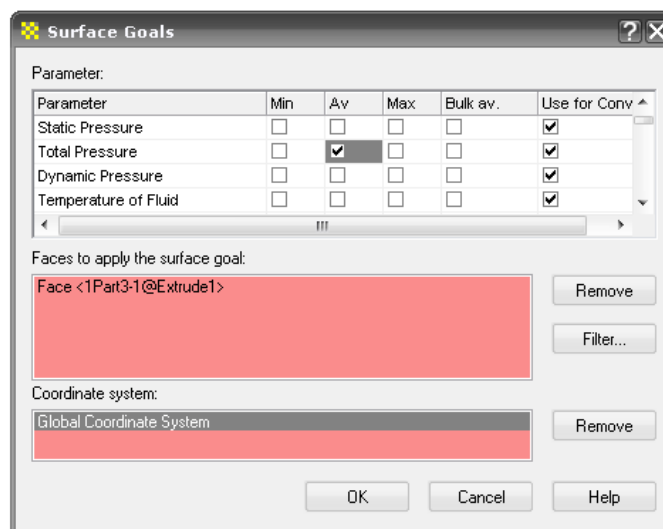 Surface Goals
Parameter:
Parameter Min Av Max Bulk av. Use for Conv
Static Pressure
Total Pressure
Dynamic Pressure
Temperature of Fluid
Faces to apply the surface goal:
Face <1Part3-1@Extrude1>
Remove
Filter...
Coordinate system:
Global Coordinate System
Remove
OK Cancel Help